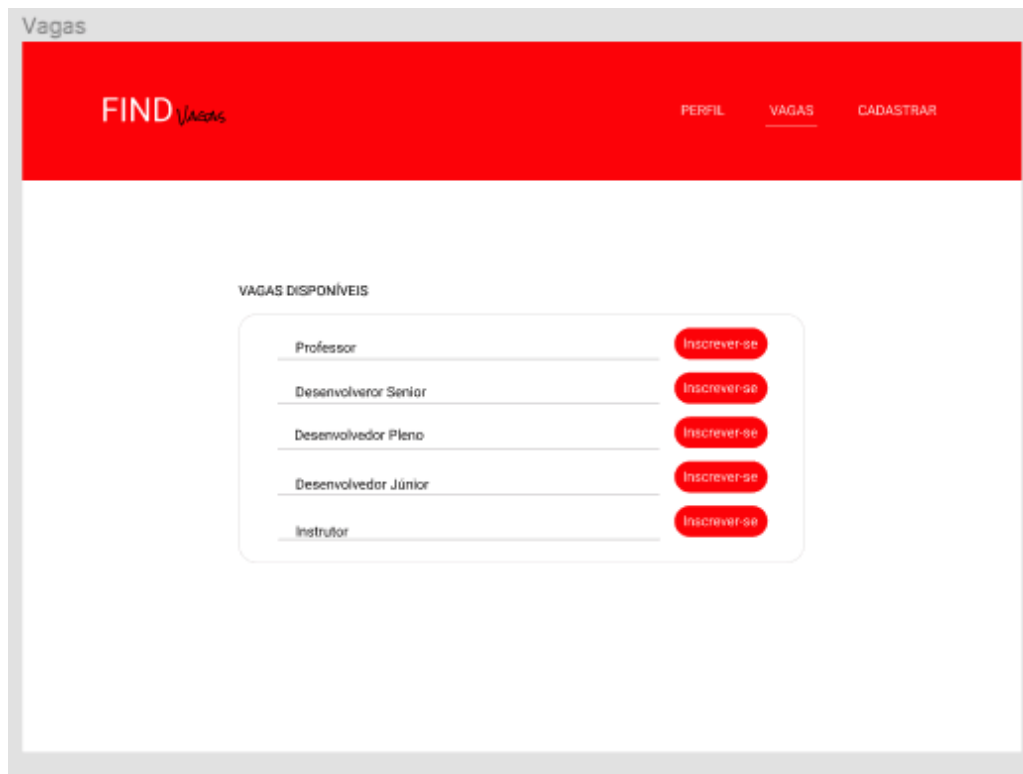 Vagas
FIND Vagas
PERFIL VAGAS CADASTRAR
VAGAS DISPONÍVEIS
Professor Inscrever-se
Desenvolveror Senior Inscrever-se
Desenvolvedor Pleno Inscrever-se
Desenvolvedor Júnior Inscrever-se
Instrutor Inscrever-se